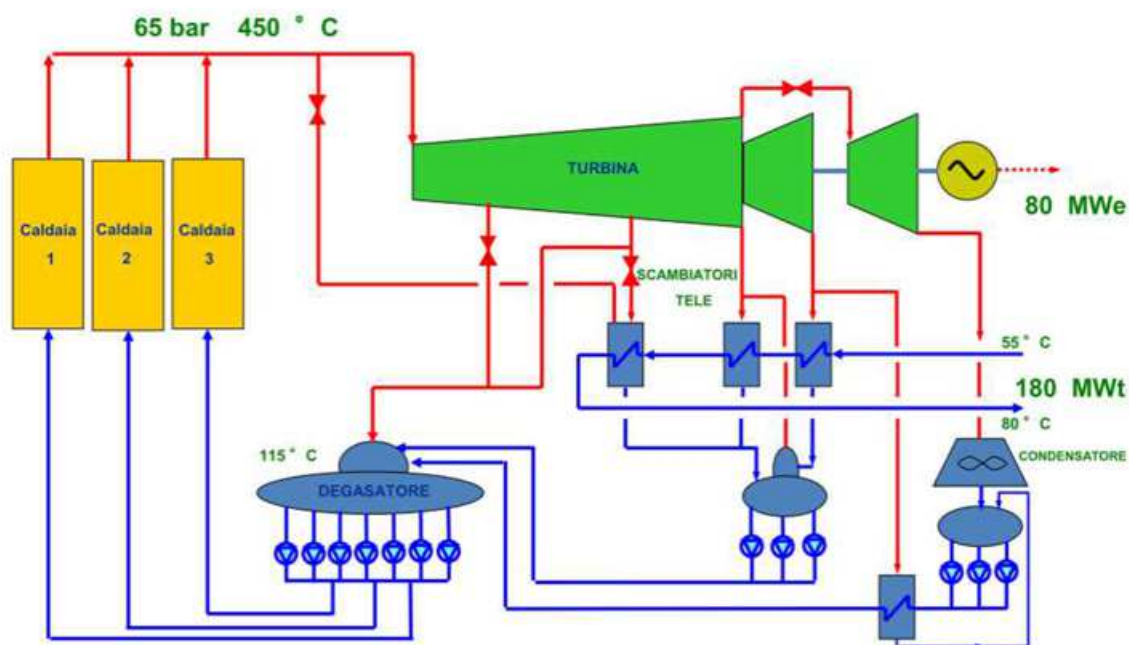 65 bar 450 ° C
Caldaia
1
Caldaia
2
Caldaia
3
TURBINA
80 MWe
SCAMBIATORI
TELE
55° C
180 MWt
80° C
115° C
DEGASATORE
CONDENSATORE